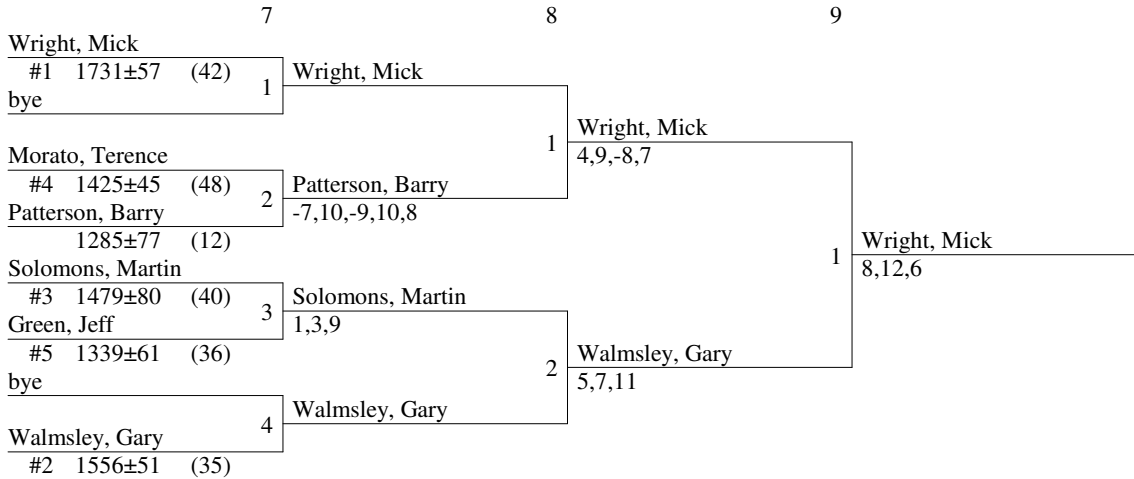 7 8 9
Wright, Mick
#1 1731±57 (42)
1 Wright, Mick
bye
1 Wright, Mick
4,9,-8,7
Morato, Terence
#4 1425±45 (48)
2 Patterson, Barry
-7,10,-9,10,8
Patterson, Barry
1285±77 (12)
1 Wright, Mick
8,12,6
Solomons, Martin
#3 1479±80 (40)
3 Solomons, Martin
1,3,9
Green, Jeff
#5 1339±61 (36)
2 Walmsley, Gary
5,7,11
bye
4 Walmsley, Gary
Walmsley, Gary
#2 1556±51 (35)